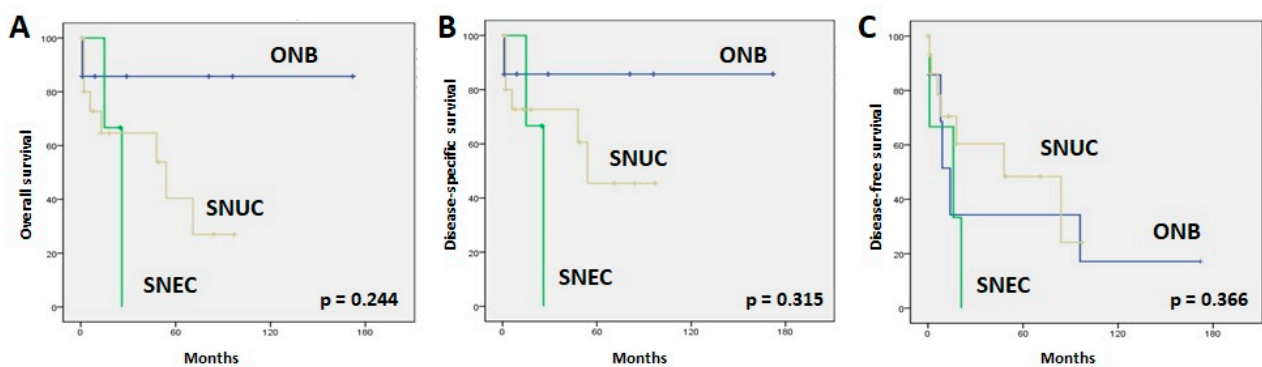 A
Overall survival
100
80
60
40
20
0
0
60
120
180
Months
ONB
SNUC
SNEC
p = 0.244
B
Disease-specific survival
100
80
60
40
20
0
0
60
120
180
Months
ONB
SNUC
SNEC
p = 0.315
C
Disease-free survival
100
80
60
40
20
0
0
60
120
180
Months
SNUC
ONB
SNEC
p = 0.366